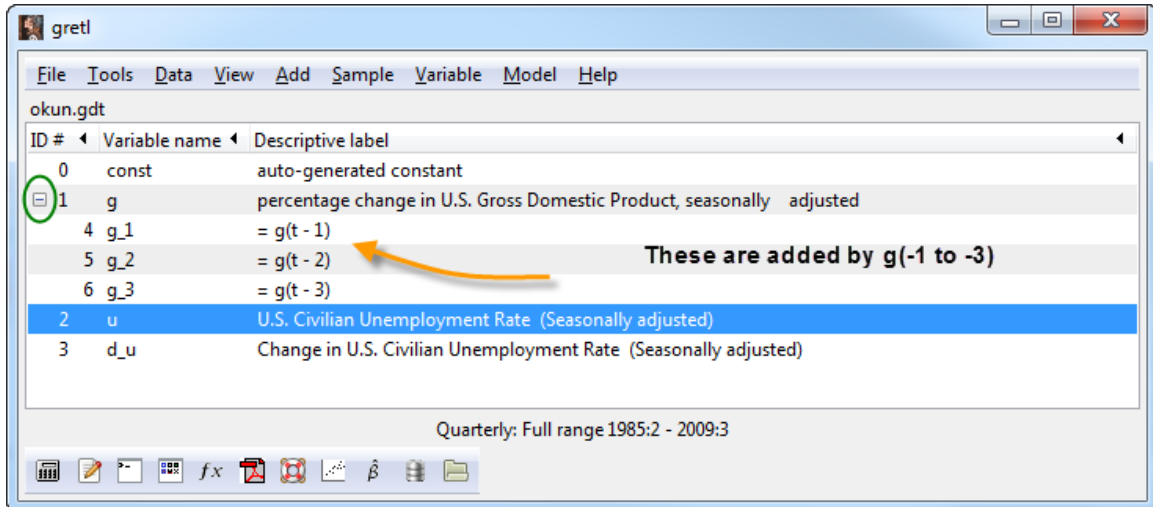 gretl
File Tools Data View Add Sample Variable Model Help
okun.gdt
ID # Variable name Descriptive label
0 const auto-generated constant
1 g percentage change in U.S. Gross Domestic Product, seasonally adjusted
4 g_1 = g(t - 1)
5 g_2 = g(t - 2)
These are added by g(-1 to -3)
6 g_3 = g(t - 3)
2 u U.S. Civilian Unemployment Rate (Seasonally adjusted)
3 d_u Change in U.S. Civilian Unemployment Rate (Seasonally adjusted)
Quarterly: Full range 1985:2 - 2009:3
fx β̂